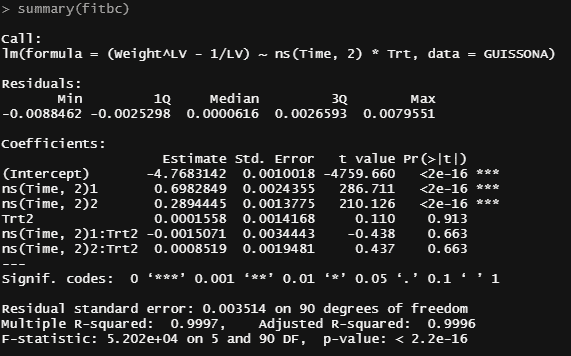 > summary(fitbc)
Call:
lm(formula = (Weight^LV - 1/LV) ~ ns(Time, 2) * Trt, data = GUISSONA)
Residuals:
Min 1Q Median 3Q Max
-0.0088462 -0.0025298 0.0000616 0.0026593 0.0079551
Coefficients:
Estimate Std. Error t value Pr(>|t|)
(Intercept) -4.7683142 0.0010018 -4759.660 <2e-16 ***
ns(Time, 2)1 0.6982849 0.0024355 286.711 <2e-16 ***
ns(Time, 2)2 0.2894445 0.0013775 210.126 <2e-16 ***
Trt2 0.0001558 0.0014168 0.110 0.913
ns(Time, 2)1:Trt2 -0.0015071 0.0034443 -0.438 0.663
ns(Time, 2)2:Trt2 0.0008519 0.0019481 0.437 0.663
---
Signif. codes: 0 ‘***’ 0.001 ‘**’ 0.01 ‘*’ 0.05 ‘.’ 0.1 ‘ ’ 1
Residual standard error: 0.003514 on 90 degrees of freedom
Multiple R-squared: 0.9997, Adjusted R-squared: 0.9996
F-statistic: 5.202e+04 on 5 and 90 DF, p-value: < 2.2e-16